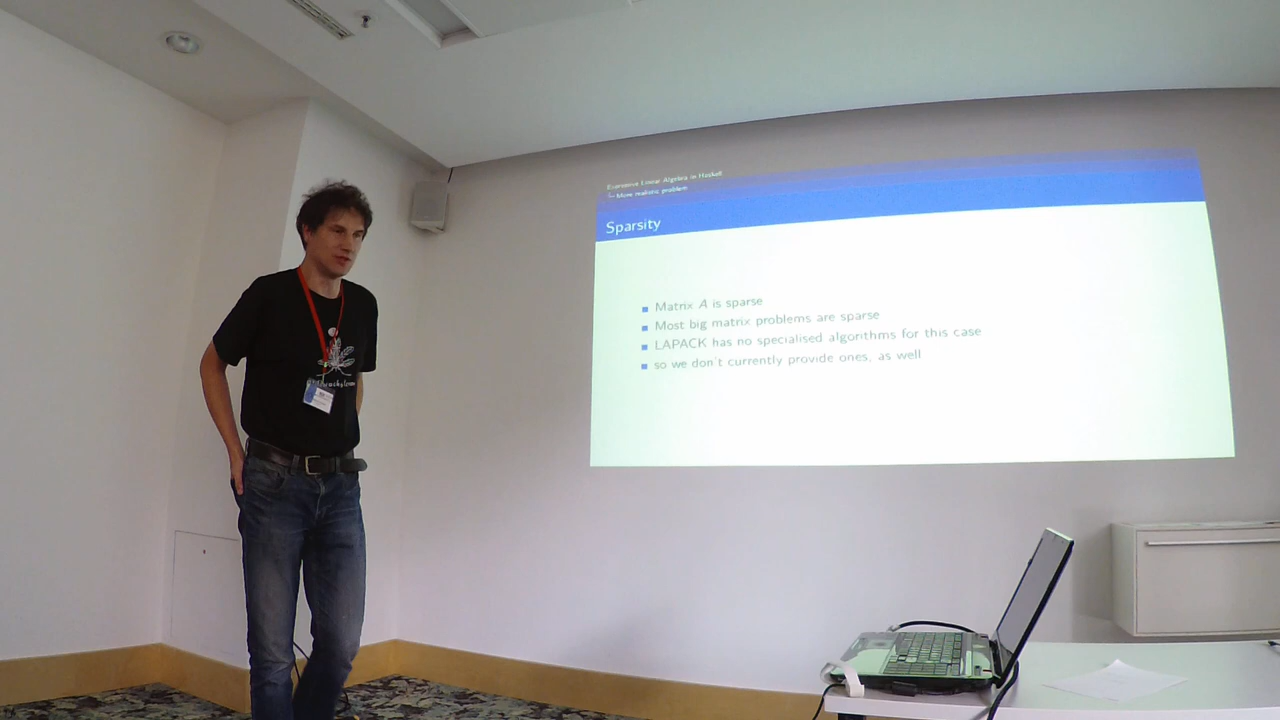 Economic Linear Algebra in Haskell
More realistic problem
Sparsity
Matrix A is sparse
Most big matrix problems are sparse
LAPACK has no specialised algorithms for this case
so we don't currently provide ones, as well